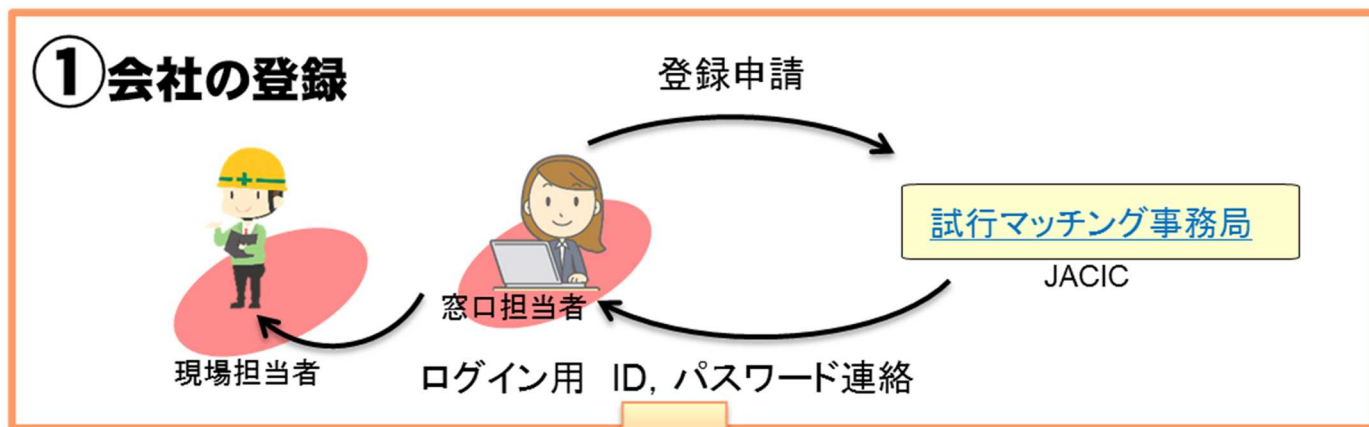 ①会社の登録
登録申請
試行マッチング事務局
JACIC
窓口担当者
現場担当者
ログイン用　ID, パスワード連絡